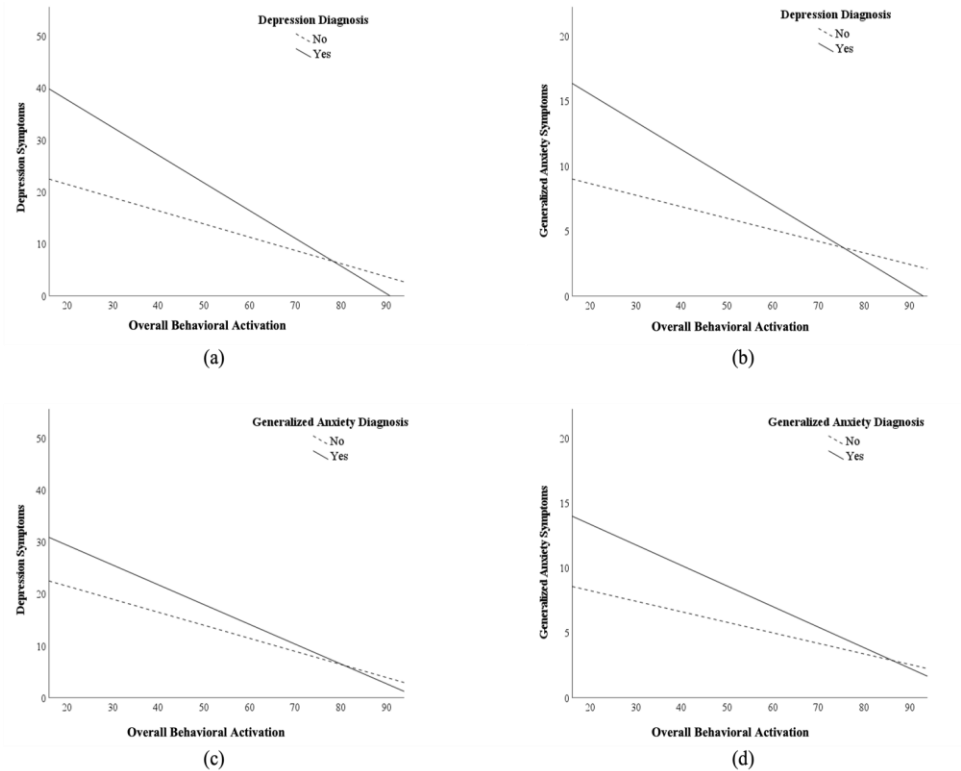 Depression Diagnosis
No
Yes
50
40
30
20
10
0
Depression Symptoms
20 30 40 50 60 70 80 90
Overall Behavioral Activation
(a)
Depression Diagnosis
No
Yes
20
15
10
5
0
Generalized Anxiety Symptoms
20 30 40 50 60 70 80 90
Overall Behavioral Activation
(b)
Generalized Anxiety Diagnosis
No
Yes
50
40
30
20
10
0
Depression Symptoms
20 30 40 50 60 70 80 90
Overall Behavioral Activation
(c)
Generalized Anxiety Diagnosis
No
Yes
20
15
10
5
0
Generalized Anxiety Symptoms
20 30 40 50 60 70 80 90
Overall Behavioral Activation
(d)